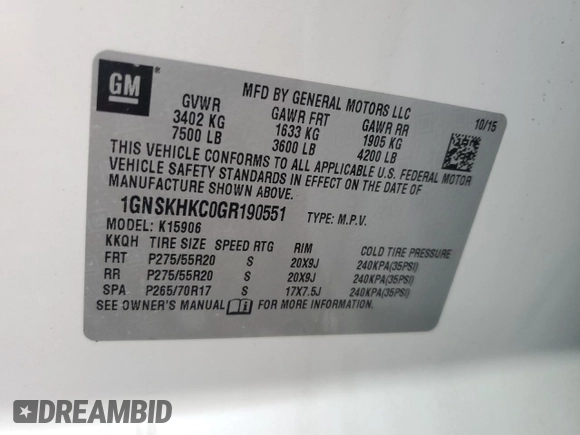 GM
®
MFD BY GENERAL MOTORS LLC
10/15
GVWR GAWR FRT GAWR RR
3402 KG 1633 KG 1905 KG
7500 LB 3600 LB 4200 LB
THIS VEHICLE CONFORMS TO ALL APPLICABLE U.S. FEDERAL MOTOR
VEHICLE SAFETY STANDARDS IN EFFECT ON THE DATE OF
MANUFACTURE SHOWN ABOVE.
1GNSKHKC0GR190551 TYPE: M.P.V.
MODEL: K15906
KKQH TIRE SIZE SPEED RTG RIM COLD TIRE PRESSURE
FRT P275/55R20 S 20X9J 240KPA(35PSI)
RR P275/55R20 S 20X9J 240KPA(35PSI)
SPA P265/70R17 S 17X7.5J 240KPA(35PSI)
SEE OWNER'S MANUAL FOR MORE INFORMATION.
DREAMBID